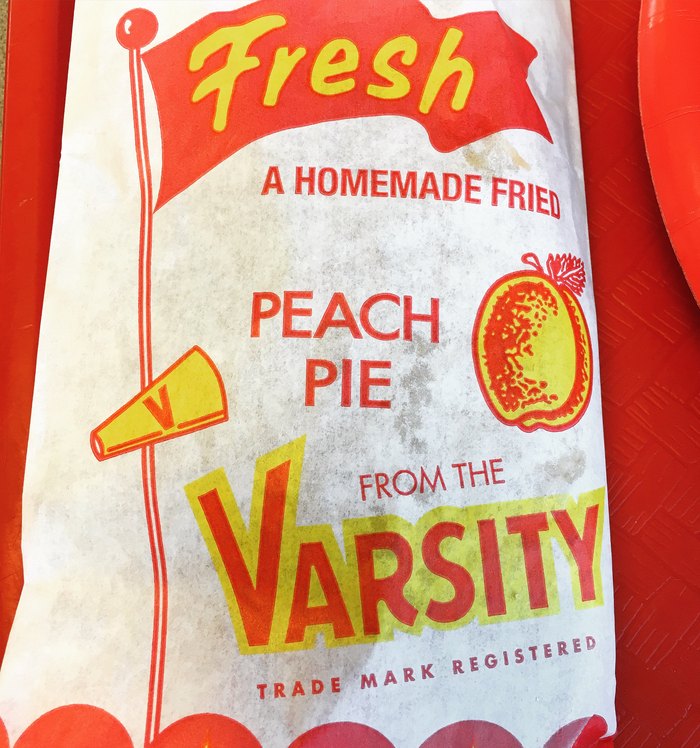 Fresh
A HOMEMADE FRIED
PEACH
PIE
V
FROM THE
VARSITY
TRADE MARK REGISTERED